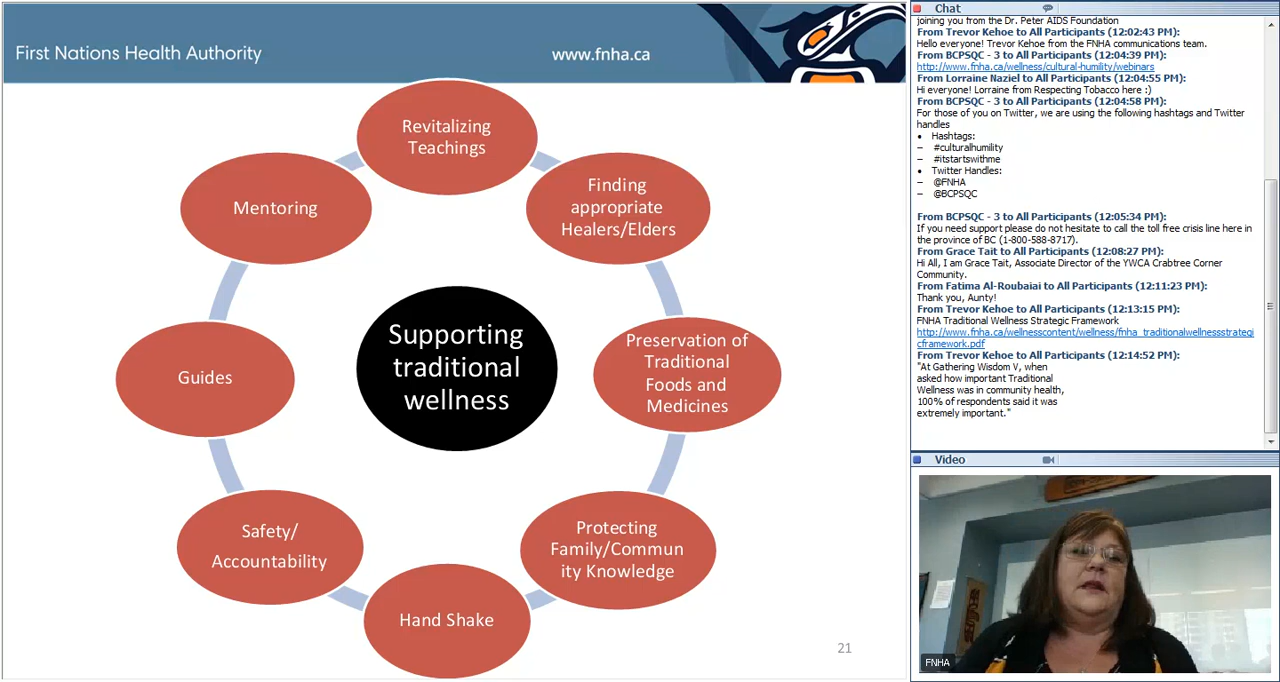 First Nations Health Authority
www.fnha.ca
Revitalizing
Teachings
Finding
appropriate
Healers/Elders
Preservation of
Traditional
Foods and
Medicines
Protecting
Family/Commun
ity Knowledge
Hand Shake
Safety/
Accountability
Guides
Mentoring
Supporting
traditional
wellness
21
Chat
joining you from the Dr. Peter AIDS Foundation
From Trevor Kehoe to All Participants (12:02:43 PM):
Hello everyone! Trevor Kehoe from the FNHA communications team.
From BCPSQC - 3 to All Participants (12:04:39 PM):
http://www.fnha.ca/wellness/cultural-humility/webinars
From Lorraine Naziel to All Participants (12:04:55 PM):
Hi everyone! Lorraine from Respecting Tobacco here :)
From BCPSQC - 3 to All Participants (12:04:58 PM):
For those of you on Twitter, we are using the following hashtags and Twitter
handles
• Hashtags:
– #culturalhumility
– #itstartswithme
• Twitter Handles:
– @FNHA
– @BCPSQC
From BCPSQC - 3 to All Participants (12:05:34 PM):
If you need support please do not hesitate to call the toll free crisis line here in
the province of BC (1-800-588-8717).
From Grace Tait to All Participants (12:08:27 PM):
Hi All, I am Grace Tait, Associate Director of the YWCA Crabtree Corner
Community.
From Fatima Al-Roubaiai to All Participants (12:11:23 PM):
Thank you, Aunty!
From Trevor Kehoe to All Participants (12:13:15 PM):
FNHA Traditional Wellness Strategic Framework
http://www.fnha.ca/wellnesscontent/wellness/fnha_traditionalwellnessstrategi
cframework.pdf
From Trevor Kehoe to All Participants (12:14:52 PM):
"At Gathering Wisdom V, when
asked how important Traditional
Wellness was in community health,
100% of respondents said it was
extremely important."
Video
FNHA